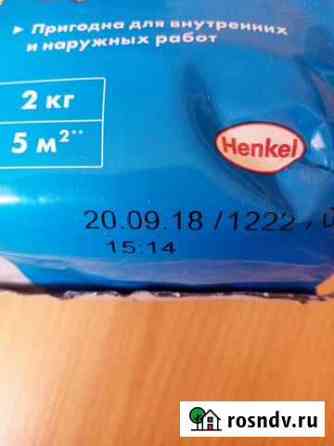 ► Пригодна для внутренних
и наружных работ
2 кг
5 м²**
Henkel
20.09.18 /1222
15:14
rosndv.ru